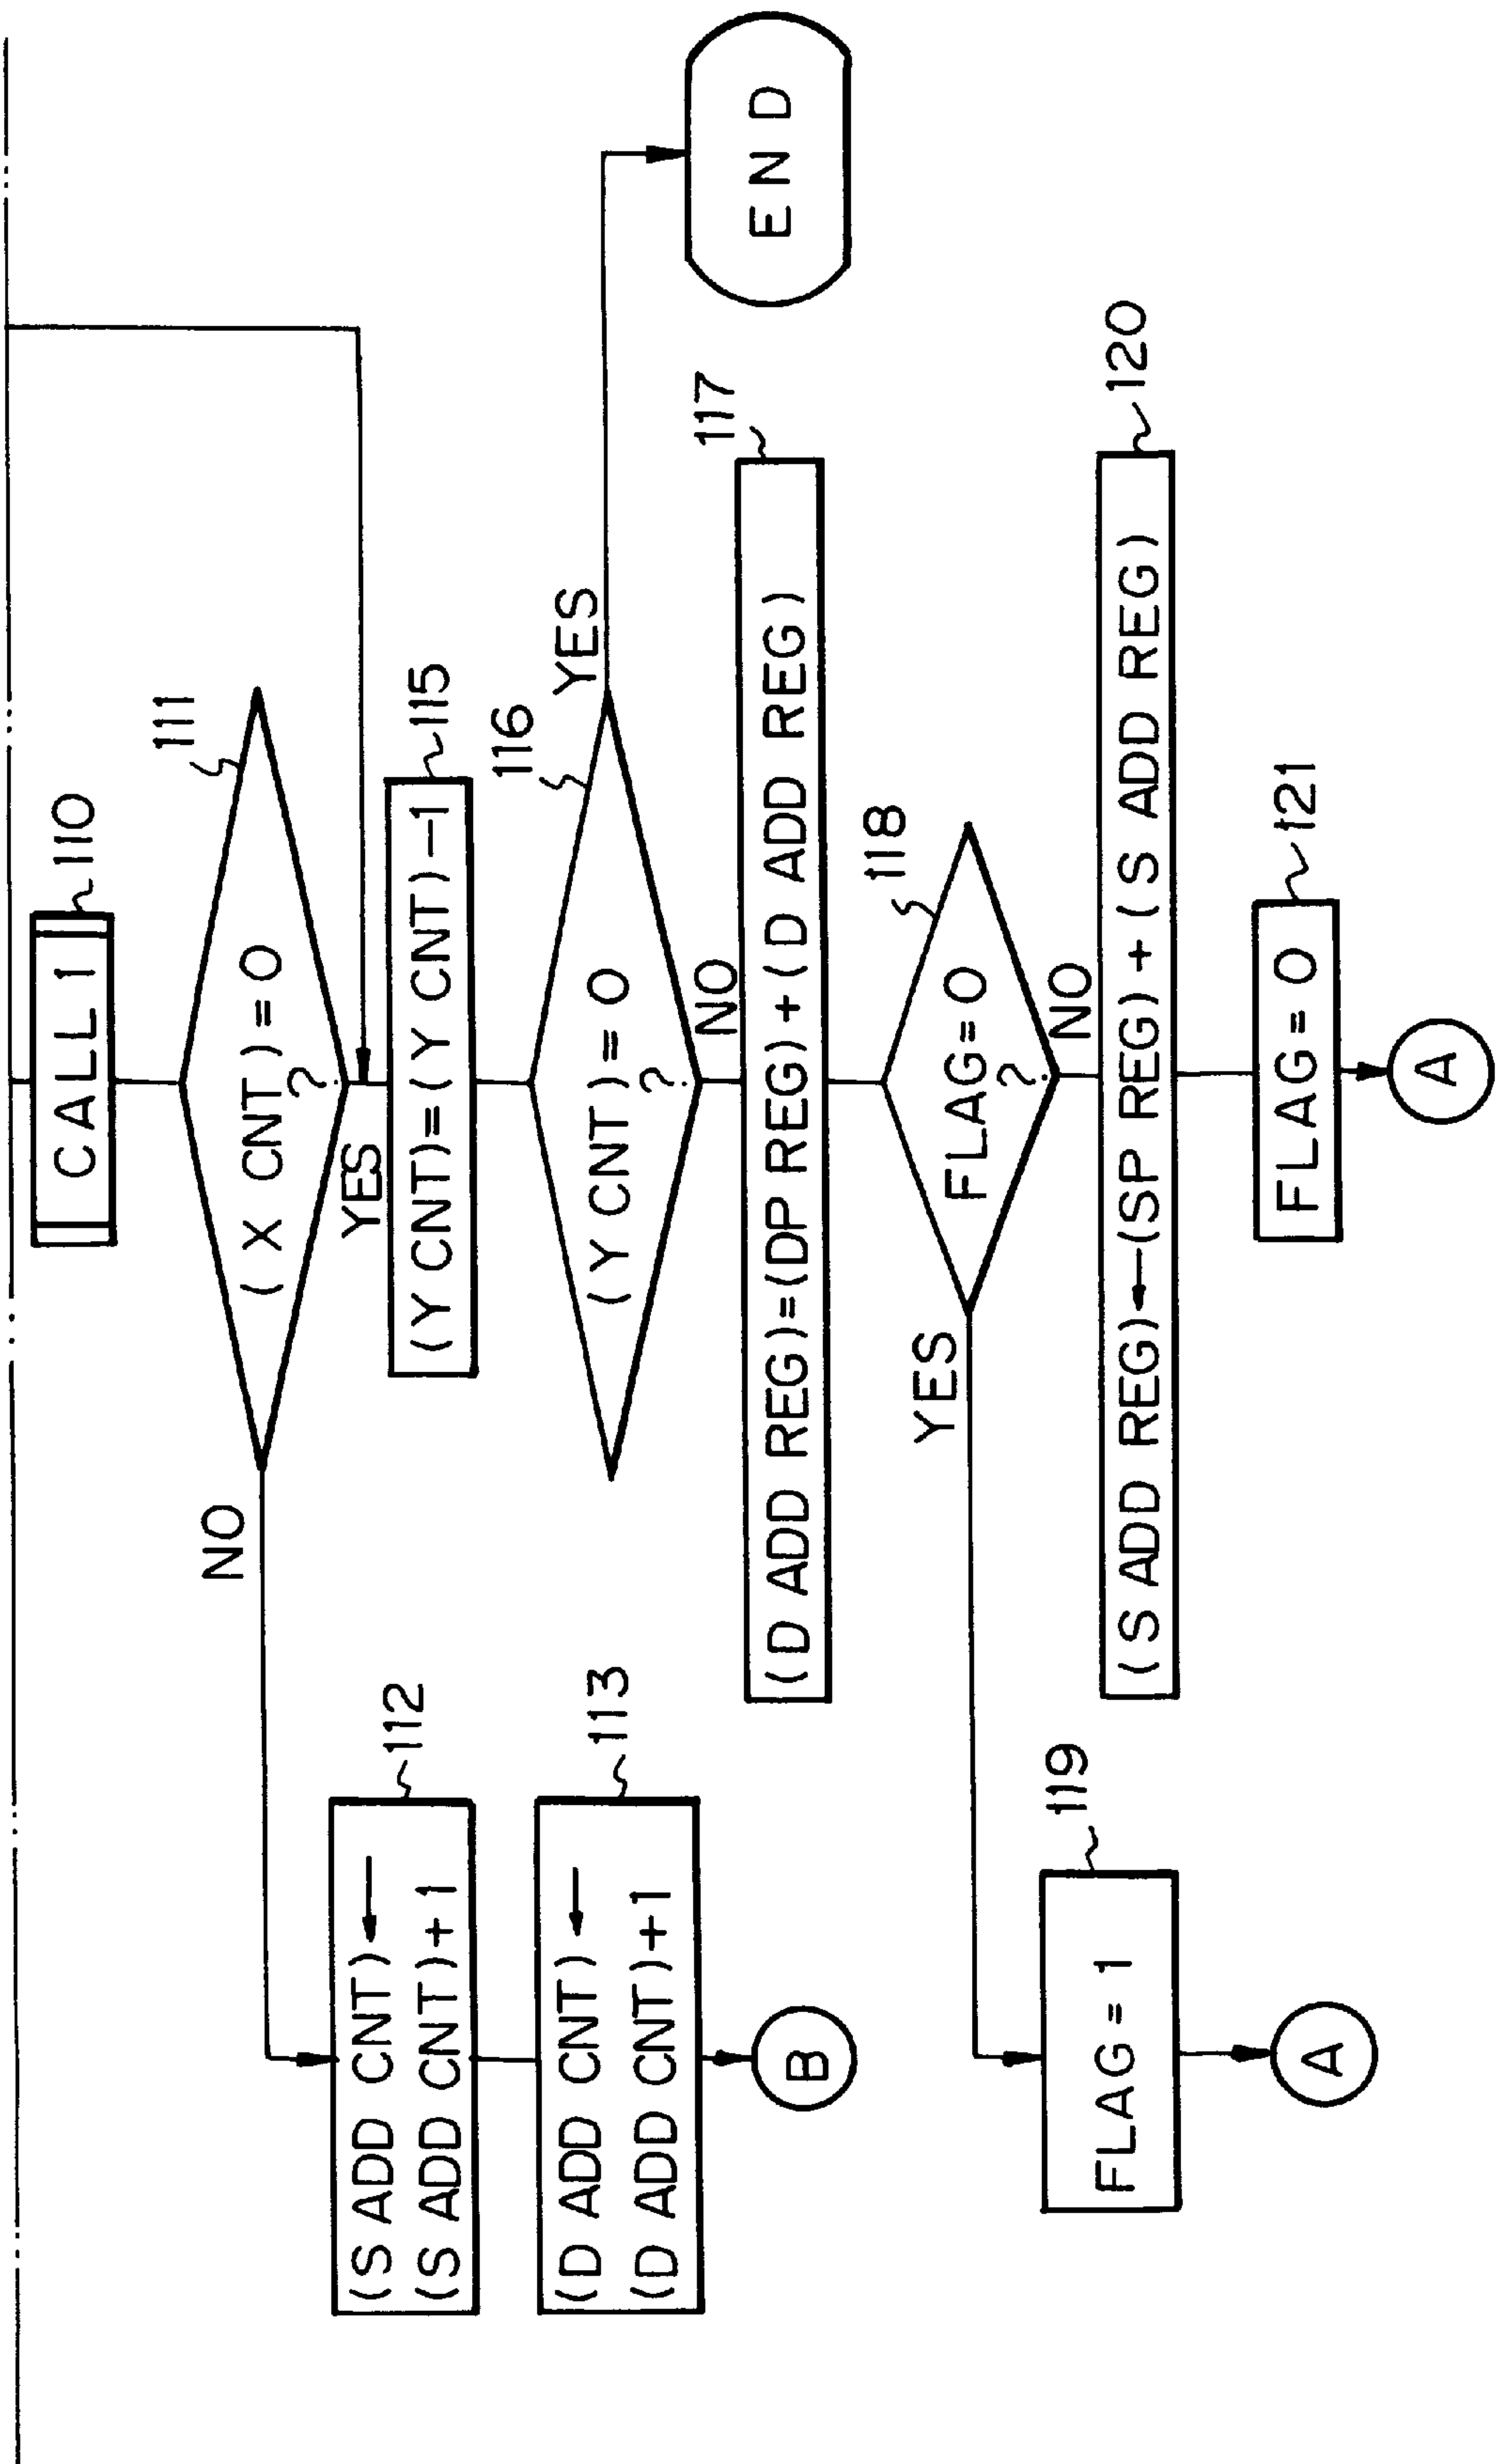 CALL 1
110
111
( X CNT ) = 0
?
NO
YES
(S ADD CNT)←
(S ADD CNT)+1
112
(Y CNT)=(Y CNT)-1
115
116
( Y CNT ) = 0
?
YES
NO
END
(D ADD CNT)←
(D ADD CNT)+1
113
B
(D ADD REG)=(DP REG)+(D ADD REG)
117
118
FLAG=0
?
YES
NO
FLAG=1
119
A
(S ADD REG)←(SP REG)+(S ADD REG)
120
FLAG=0
121
A